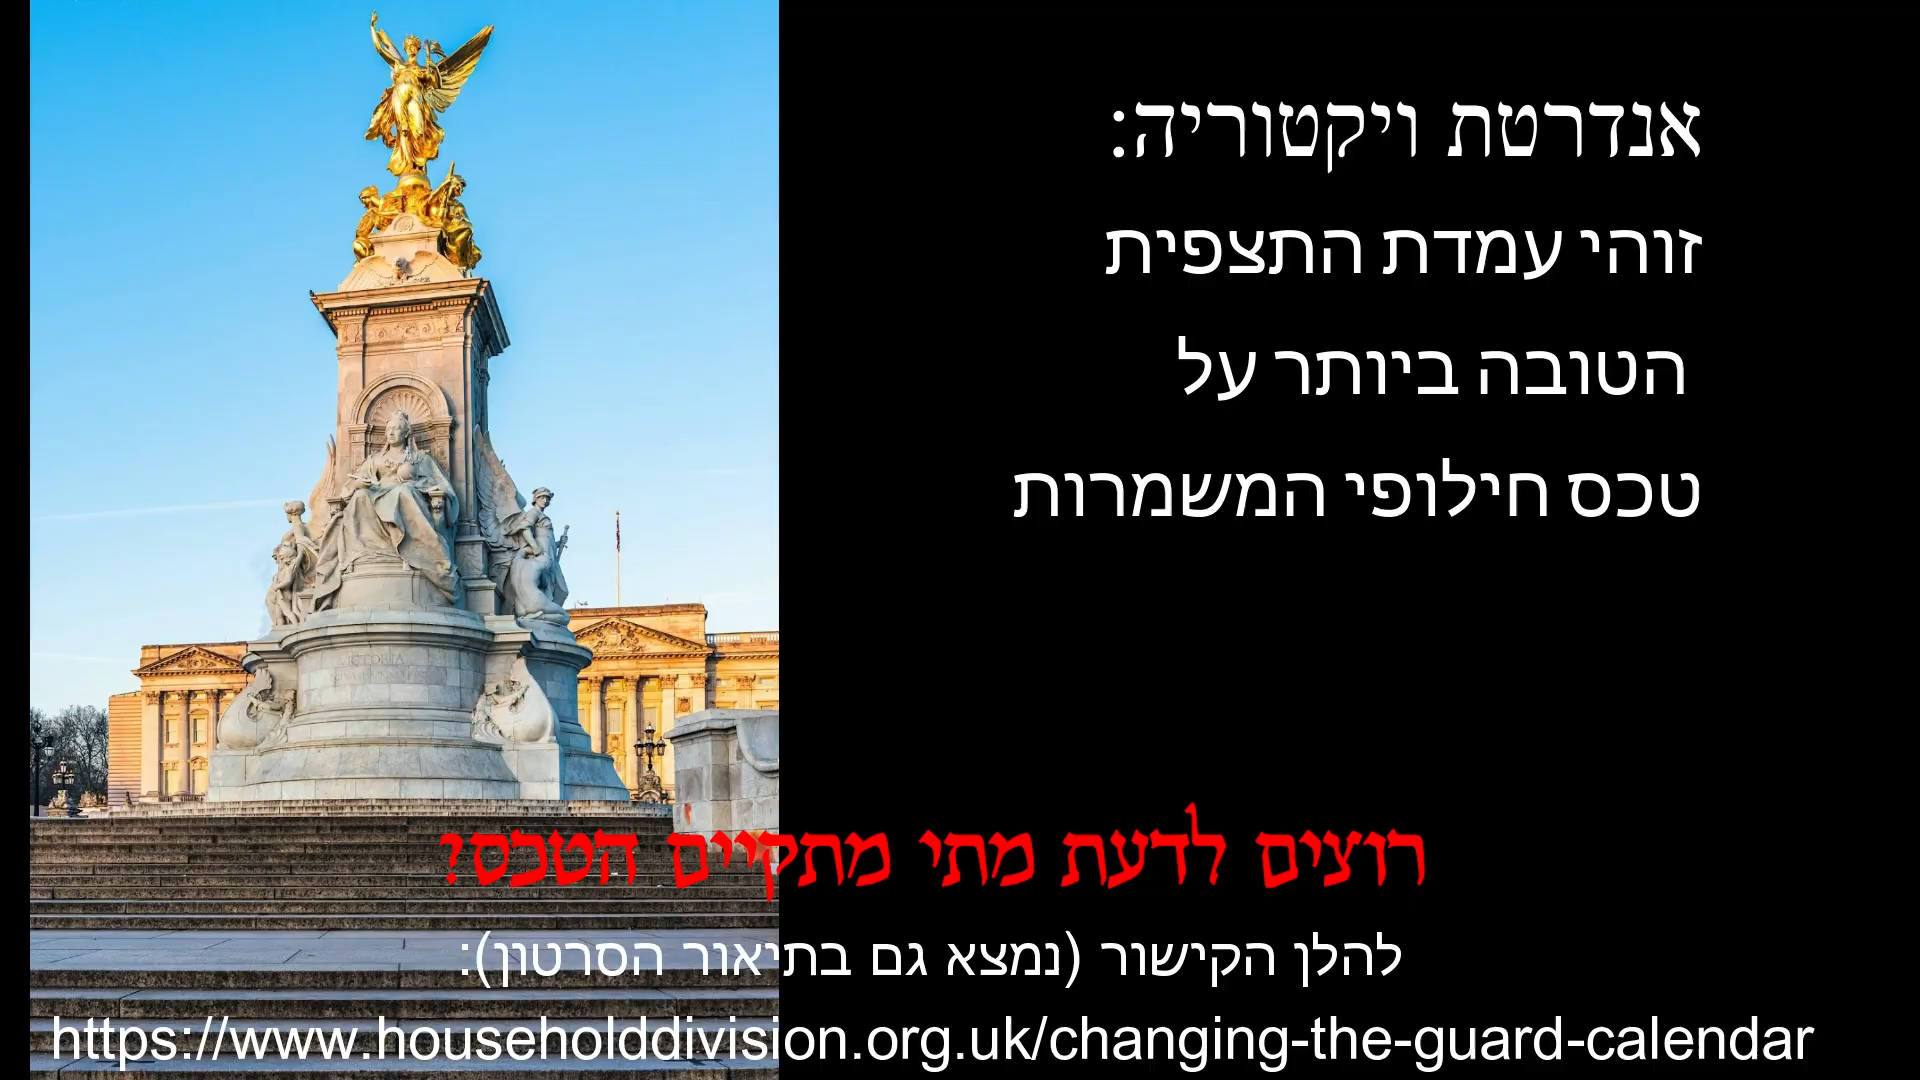 אנדרטת ויקטוריה:
זוהי עמדת התצפית
הטובה ביותר על
טכס חילופי המשמרות
VICTORIA
רוצים לדעת מתי מתקיים הטכס?
להלן הקישור (נמצא גם בתיאור הסרטון):
https://www.householddivision.org.uk/changing-the-guard-calendar